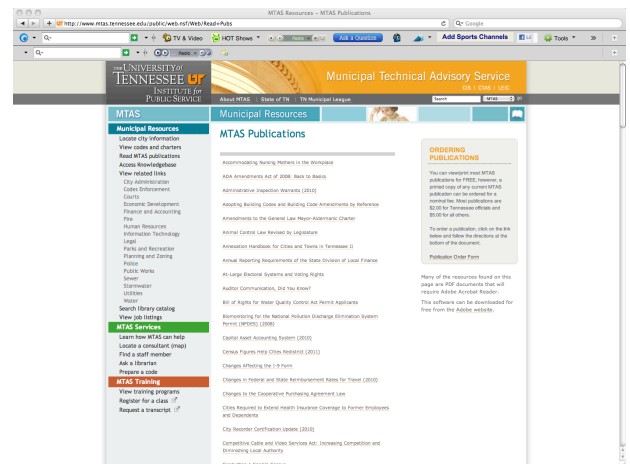 MTAS Resources – MTAS Publications
http://www.mtas.tennessee.edu/public/web.nsf/Web/Read+Pubs
Google
TV & Video
HOT Shows
Radio
Ask a Question
Add Sports Channels
Tools
Radio
THE UNIVERSITY of
TENNESSEE UT
INSTITUTE for
PUBLIC SERVICE
Municipal Technical Advisory Service
CIS | CTAS | LEIC
About MTAS | State of TN | TN Municipal League
Search
MTAS
MTAS
Municipal Resources
Locate city information
View codes and charters
Read MTAS publications
Access Knowledgebase
View related links
City Administration
Codes Enforcement
Courts
Economic Development
Finance and Accounting
Fire
Human Resources
Information Technology
Legal
Parks and Recreation
Planning and Zoning
Police
Public Works
Sewer
Stormwater
Utilities
Water
Search library catalog
View job listings
MTAS Services
Learn how MTAS can help
Locate a consultant (map)
Find a staff member
Ask a librarian
Prepare a code
MTAS Training
View training programs
Register for a class
Request a transcript
Municipal Resources
MTAS Publications
Accommodating Nursing Mothers in the Workplace
ADA Amendments Act of 2008: Back to Basics
Administrative Inspection Warrants (2010)
Adopting Building Codes and Building Code Amendments by Reference
Amendments to the General Law Mayor-Aldermanic Charter
Animal Control Law Revised by Legislature
Annexation Handbook for Cities and Towns in Tennessee II
Annual Reporting Requirements of the State Division of Local Finance
At-Large Electoral Systems and Voting Rights
Auditor Communication, Did You Know?
Bill of Rights for Water Quality Control Act Permit Applicants
Biomonitoring for the National Pollution Discharge Elimination System
Permit [NPDES] (2008)
Capital Asset Accounting System (2010)
Census Figures Help Cities Redistrict (2011)
Changes Affecting the I-9 Form
Changes in Federal and State Reimbursement Rates for Travel (2010)
Changes to the Cooperative Purchasing Agreement Law
Cities Required to Extend Health Insurance Coverage to Former Employees
and Dependents
City Recorder Certification Update (2010)
Competitive Cable and Video Services Act: Increasing Competition and
Diminishing Local Authority
ORDERING
PUBLICATIONS
You can view/print most MTAS
publications for FREE; however, a
printed copy of any current MTAS
publication can be ordered for a
nominal fee. Most publications are
$2.00 for Tennessee officials and
$5.00 for all others.
To order a publication, click on the link
below and follow the directions at the
bottom of the document.
Publication Order Form
Many of the resources found on this
page are PDF documents that will
require Adobe Acrobat Reader.
This software can be downloaded for
free from the Adobe website.